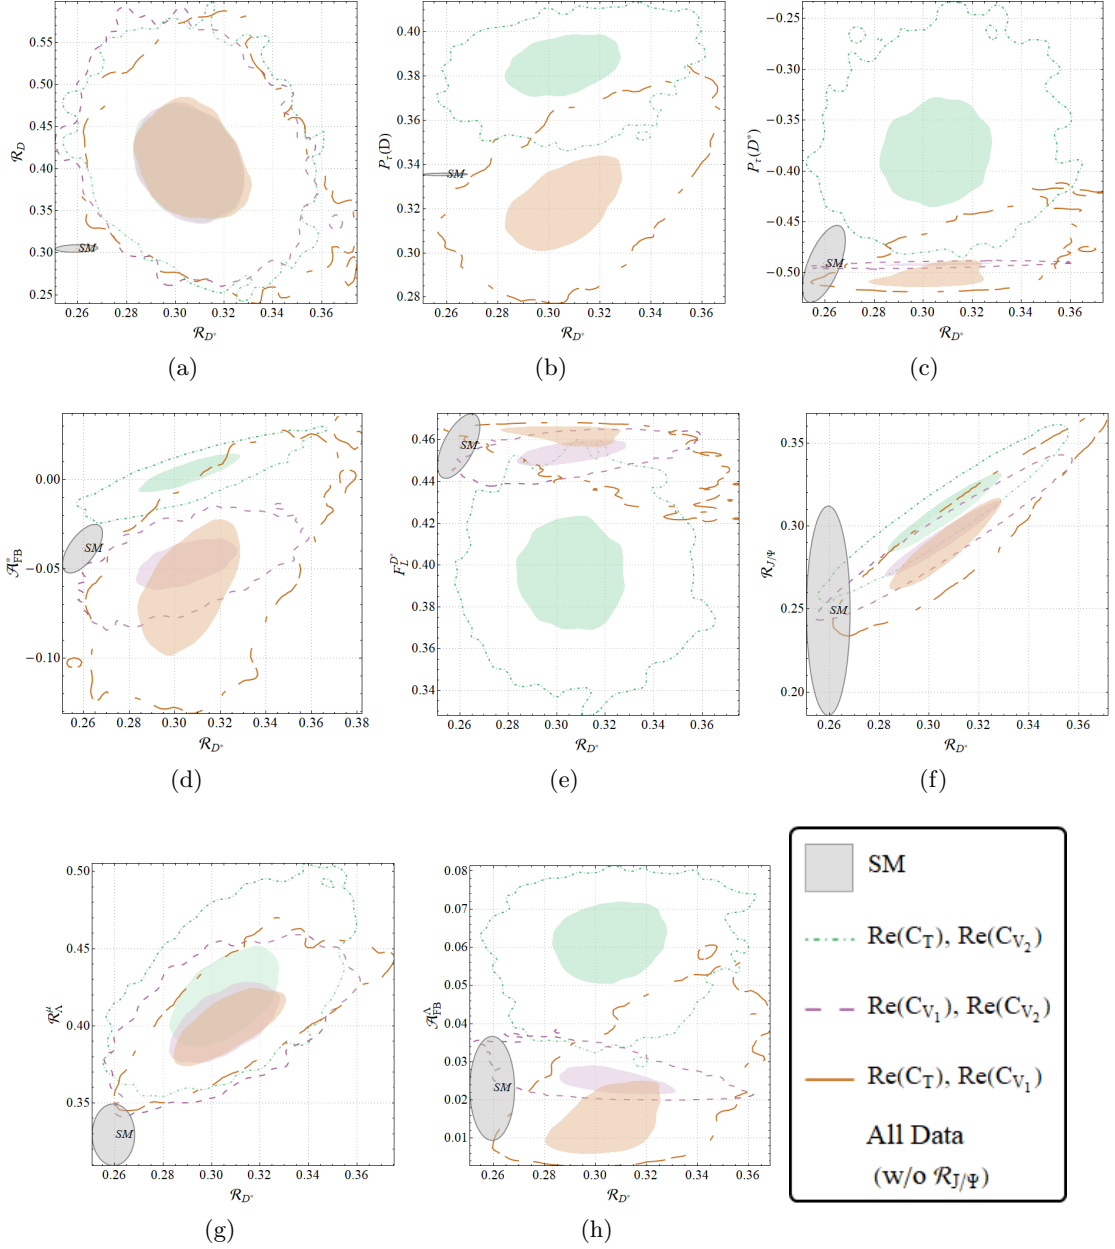 0.55
0.50
0.45
0.40
0.35
0.30
0.25
ℛ_D
SM
0.26 0.28 0.30 0.32 0.34 0.36
ℛ_D*
(a)
0.40
0.38
0.36
0.34
0.32
0.30
0.28
P_τ(D)
SM
0.26 0.28 0.30 0.32 0.34 0.36
ℛ_D*
(b)
−0.25
−0.30
−0.35
−0.40
−0.45
−0.50
P_τ(D*)
SM
0.26 0.28 0.30 0.32 0.34 0.36
ℛ_D*
(c)
0.00
−0.05
−0.10
𝒜*_FB
SM
0.26 0.28 0.30 0.32 0.34 0.36 0.38
ℛ_D*
(d)
0.46
0.44
0.42
0.40
0.38
0.36
0.34
F_L^D*
SM
0.26 0.28 0.30 0.32 0.34 0.36
ℛ_D*
(e)
0.35
0.30
0.25
0.20
ℛ_J/Ψ
SM
0.26 0.28 0.30 0.32 0.34 0.36
ℛ_D*
(f)
0.50
0.45
0.40
0.35
ℛ_Λ^μ
SM
0.26 0.28 0.30 0.32 0.34 0.36
ℛ_D*
(g)
0.08
0.07
0.06
0.05
0.04
0.03
0.02
0.01
𝒜_FB^Λ
SM
0.26 0.28 0.30 0.32 0.34 0.36
ℛ_D*
(h)
SM
Re(C_T), Re(C_V₂)
Re(C_V₁), Re(C_V₂)
Re(C_T), Re(C_V₁)
All Data
(w/o ℛ_J/Ψ)